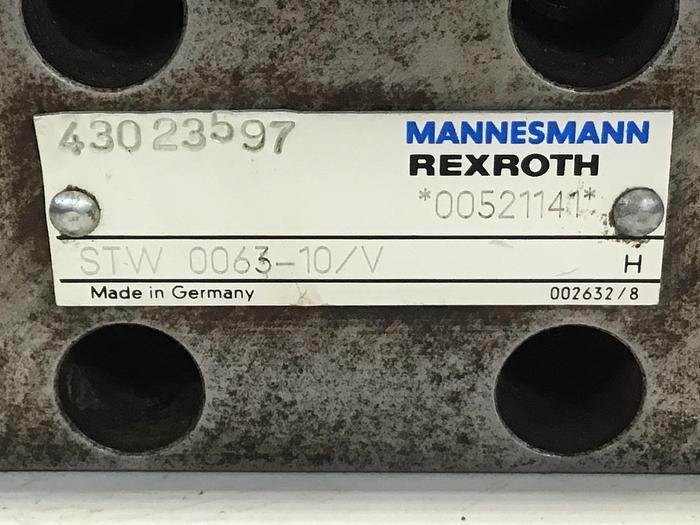 43023597
MANNESMANN
REXROTH
*00521141*
STW 0063-10/V H
Made in Germany 002632/8